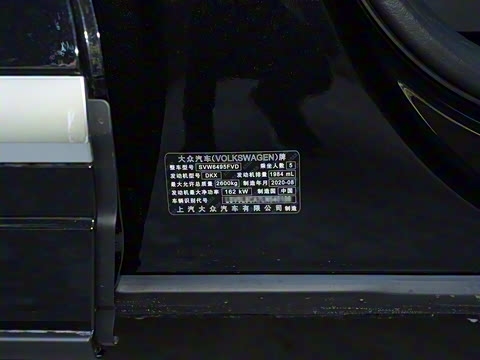 大众汽车(VOLKSWAGEN)牌
整车型号 SVW6495FVD 乘坐人数 5
发动机型号 DKX 发动机排量 1984 mL
最大允许总质量 2600kg 制造年月 2020-08
发动机最大净功率 162 kW 制造国 中国
车辆识别代号
上汽大众汽车有限公司 制造